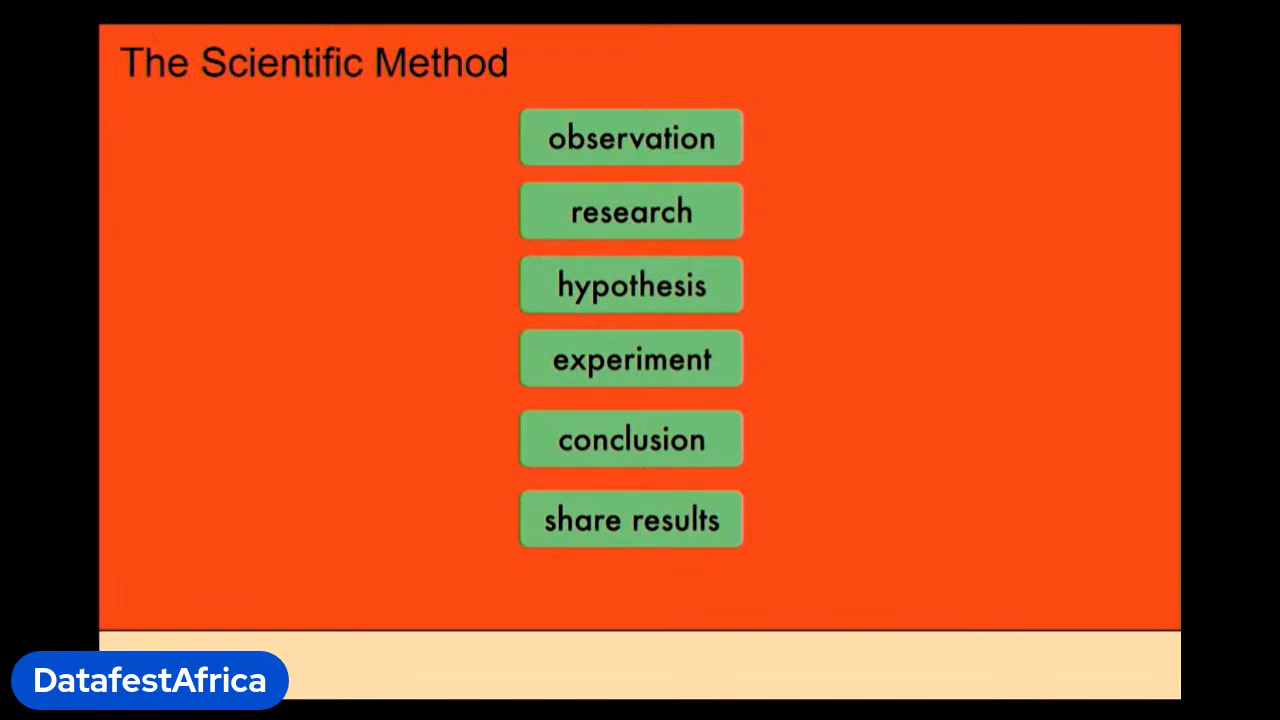 The Scientific Method
observation
research
hypothesis
experiment
conclusion
share results
DatafestAfrica